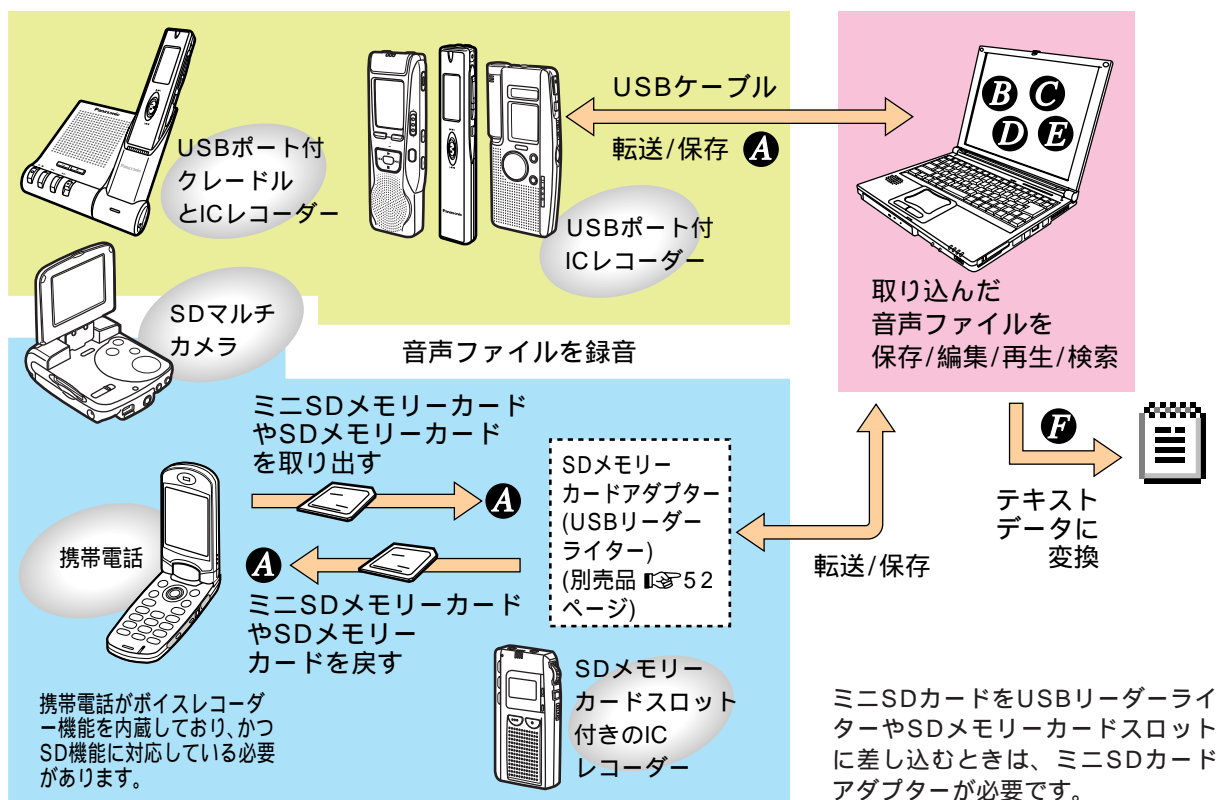 USBポート付
クレードル
とICレコーダー
USBケーブル
転送/保存 A
USBポート付
ICレコーダー
B C
D E
取り込んだ
音声ファイルを
保存/編集/再生/検索
SDマルチ
カメラ
音声ファイルを録音
ミニSDメモリーカード
やSDメモリーカード
を取り出す
A
携帯電話
A
ミニSDメモリーカード
やSDメモリー
カードを戻す
SDメモリー
カードアダプター
(USBリーダー
ライター)
(別売品 ☞52
ページ)
転送/保存
F
テキスト
データに
変換
携帯電話がボイスレコーダ
ー機能を内蔵しており、かつ
SD機能に対応している必要
があります。
SDメモリー
カードスロット
付きのIC
レコーダー
ミニSDカードをUSBリーダーライ
ターやSDメモリーカードスロット
に差し込むときは、ミニSDカード
アダプターが必要です。